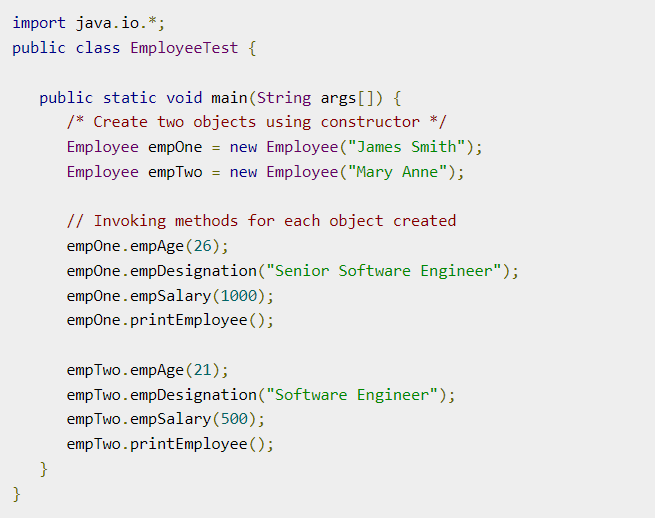 import java.io.*;
public class EmployeeTest {
public static void main(String args[]) {
/* Create two objects using constructor */
Employee empOne = new Employee("James Smith");
Employee empTwo = new Employee("Mary Anne");
// Invoking methods for each object created
empOne.empAge(26);
empOne.empDesignation("Senior Software Engineer");
empOne.empSalary(1000);
empOne.printEmployee();
empTwo.empAge(21);
empTwo.empDesignation("Software Engineer");
empTwo.empSalary(500);
empTwo.printEmployee();
}
}